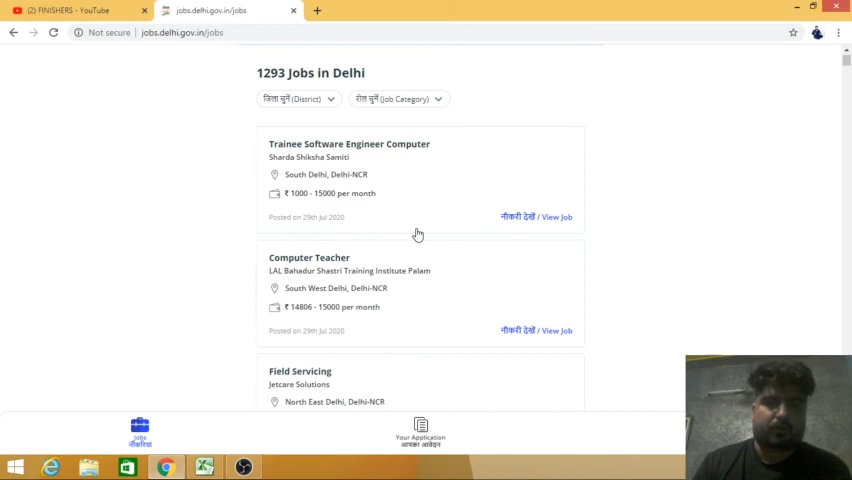 (2) FINISHERS - YouTube
jobs.delhi.gov.in/jobs
Not secure
jobs.delhi.gov.in/jobs
1293 Jobs in Delhi
जिला चुनें (District)
रोल चुनें (Job Category)
Trainee Software Engineer Computer
Sharda Shiksha Samiti
South Delhi, Delhi-NCR
₹ 1000 - 15000 per month
Posted on 29th Jul 2020
नौकरी देखें / View Job
Computer Teacher
LAL Bahadur Shastri Training Institute Palam
South West Delhi, Delhi-NCR
₹ 14806 - 15000 per month
Posted on 29th Jul 2020
नौकरी देखें / View Job
Field Servicing
Jetcare Solutions
North East Delhi, Delhi-NCR
Jobs
नौकरियां
Your Application
आपका आवेदन